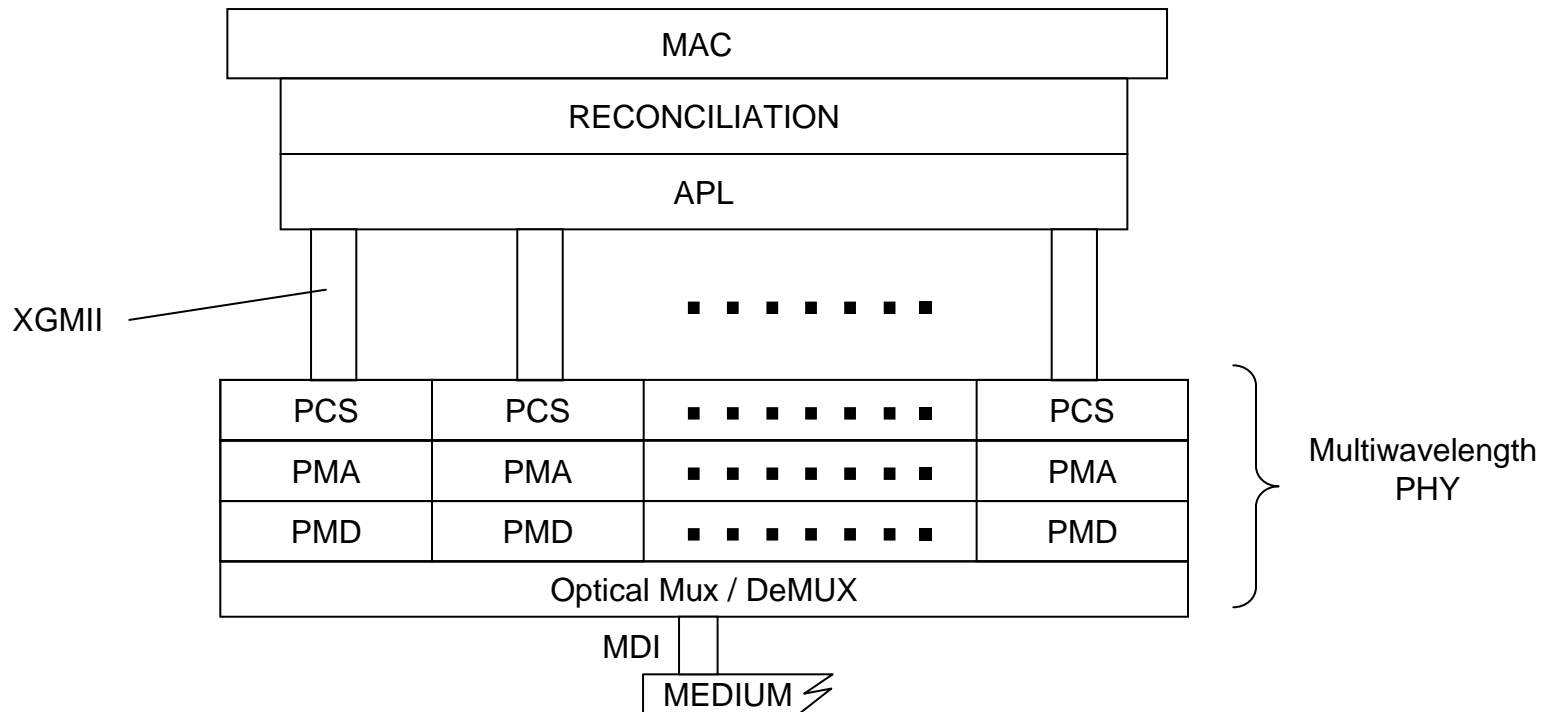 MAC
RECONCILIATION
APL
XGMII
PCS PCS PCS
PMA PMA PMA
PMD PMD PMD
Multiwavelength
PHY
Optical Mux / DeMUX
MDI
MEDIUM